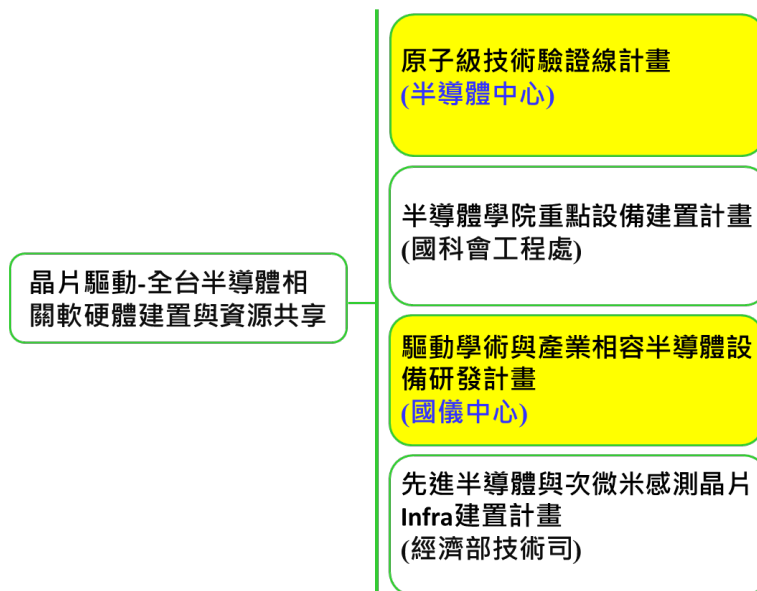 晶片驅動-全台半導體相
關軟硬體建置與資源共享
原子級技術驗證線計畫
(半導體中心)
半導體學院重點設備建置計畫
(國科會工程處)
驅動學術與產業相容半導體設
備研發計畫
(國儀中心)
先進半導體與次微米感測晶片
Infra建置計畫
(經濟部技術司)